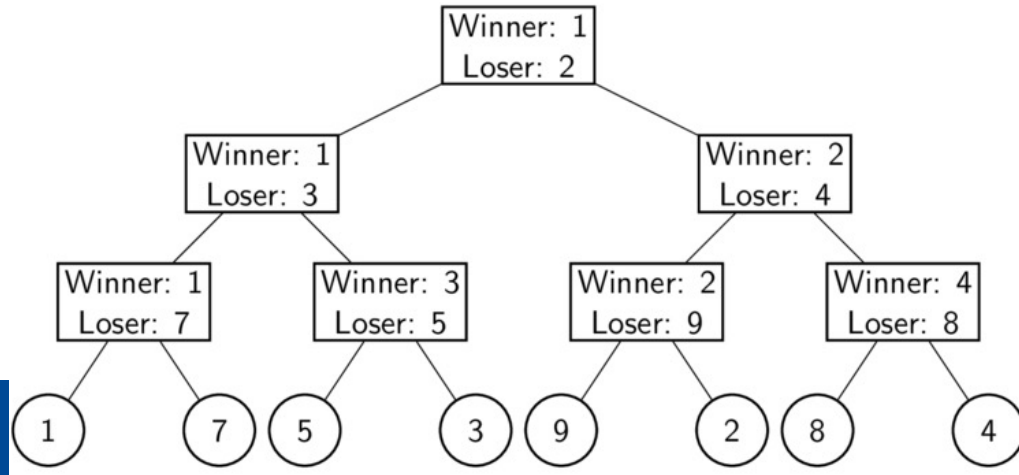 Winner: 1
Loser: 2
Winner: 1
Loser: 3
Winner: 2
Loser: 4
Winner: 1
Loser: 7
Winner: 3
Loser: 5
Winner: 2
Loser: 9
Winner: 4
Loser: 8
1
7
5
3
9
2
8
4